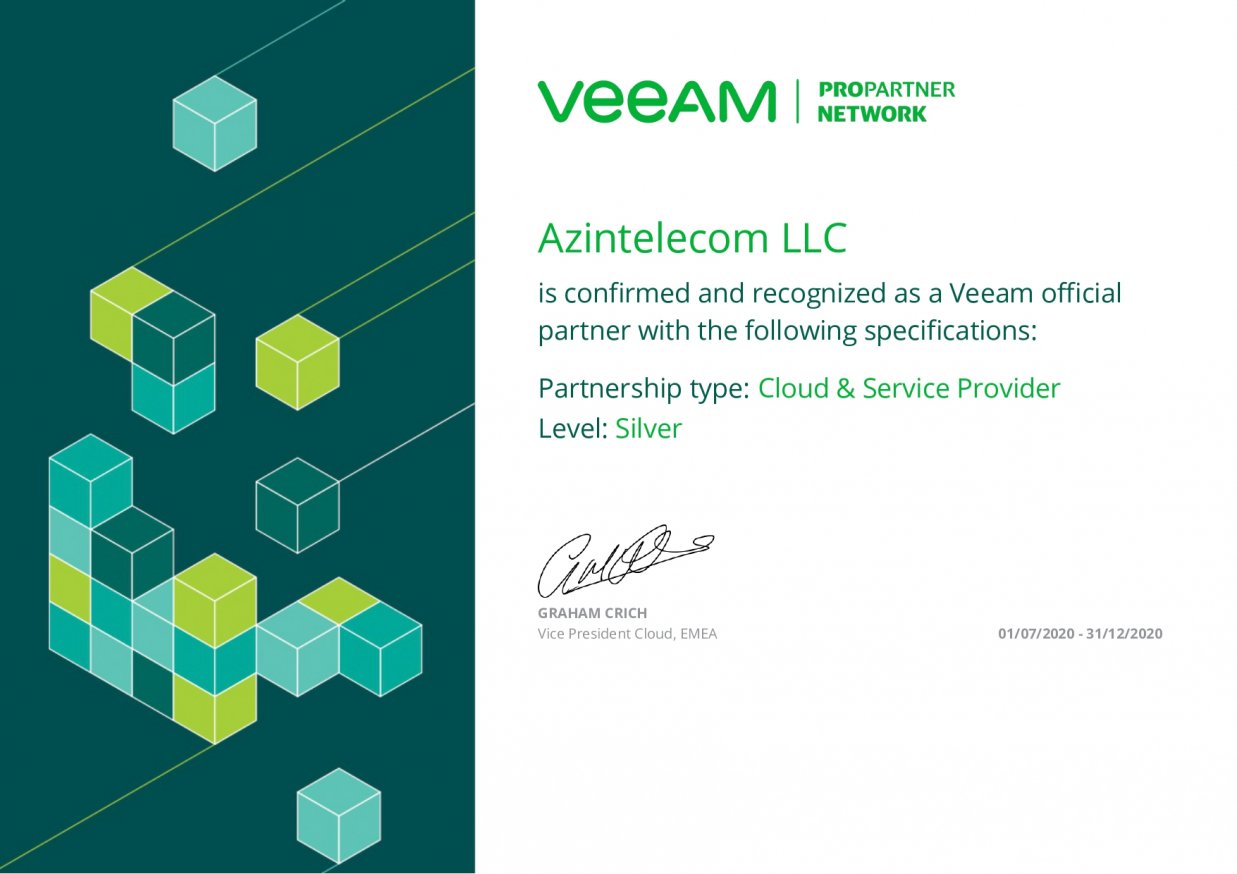 veeAM | PROPARTNER
NETWORK
Azintelecom LLC
is confirmed and recognized as a Veeam official
partner with the following specifications:
Partnership type: Cloud & Service Provider
Level: Silver
GRAHAM CRICH
Vice President Cloud, EMEA
01/07/2020 - 31/12/2020